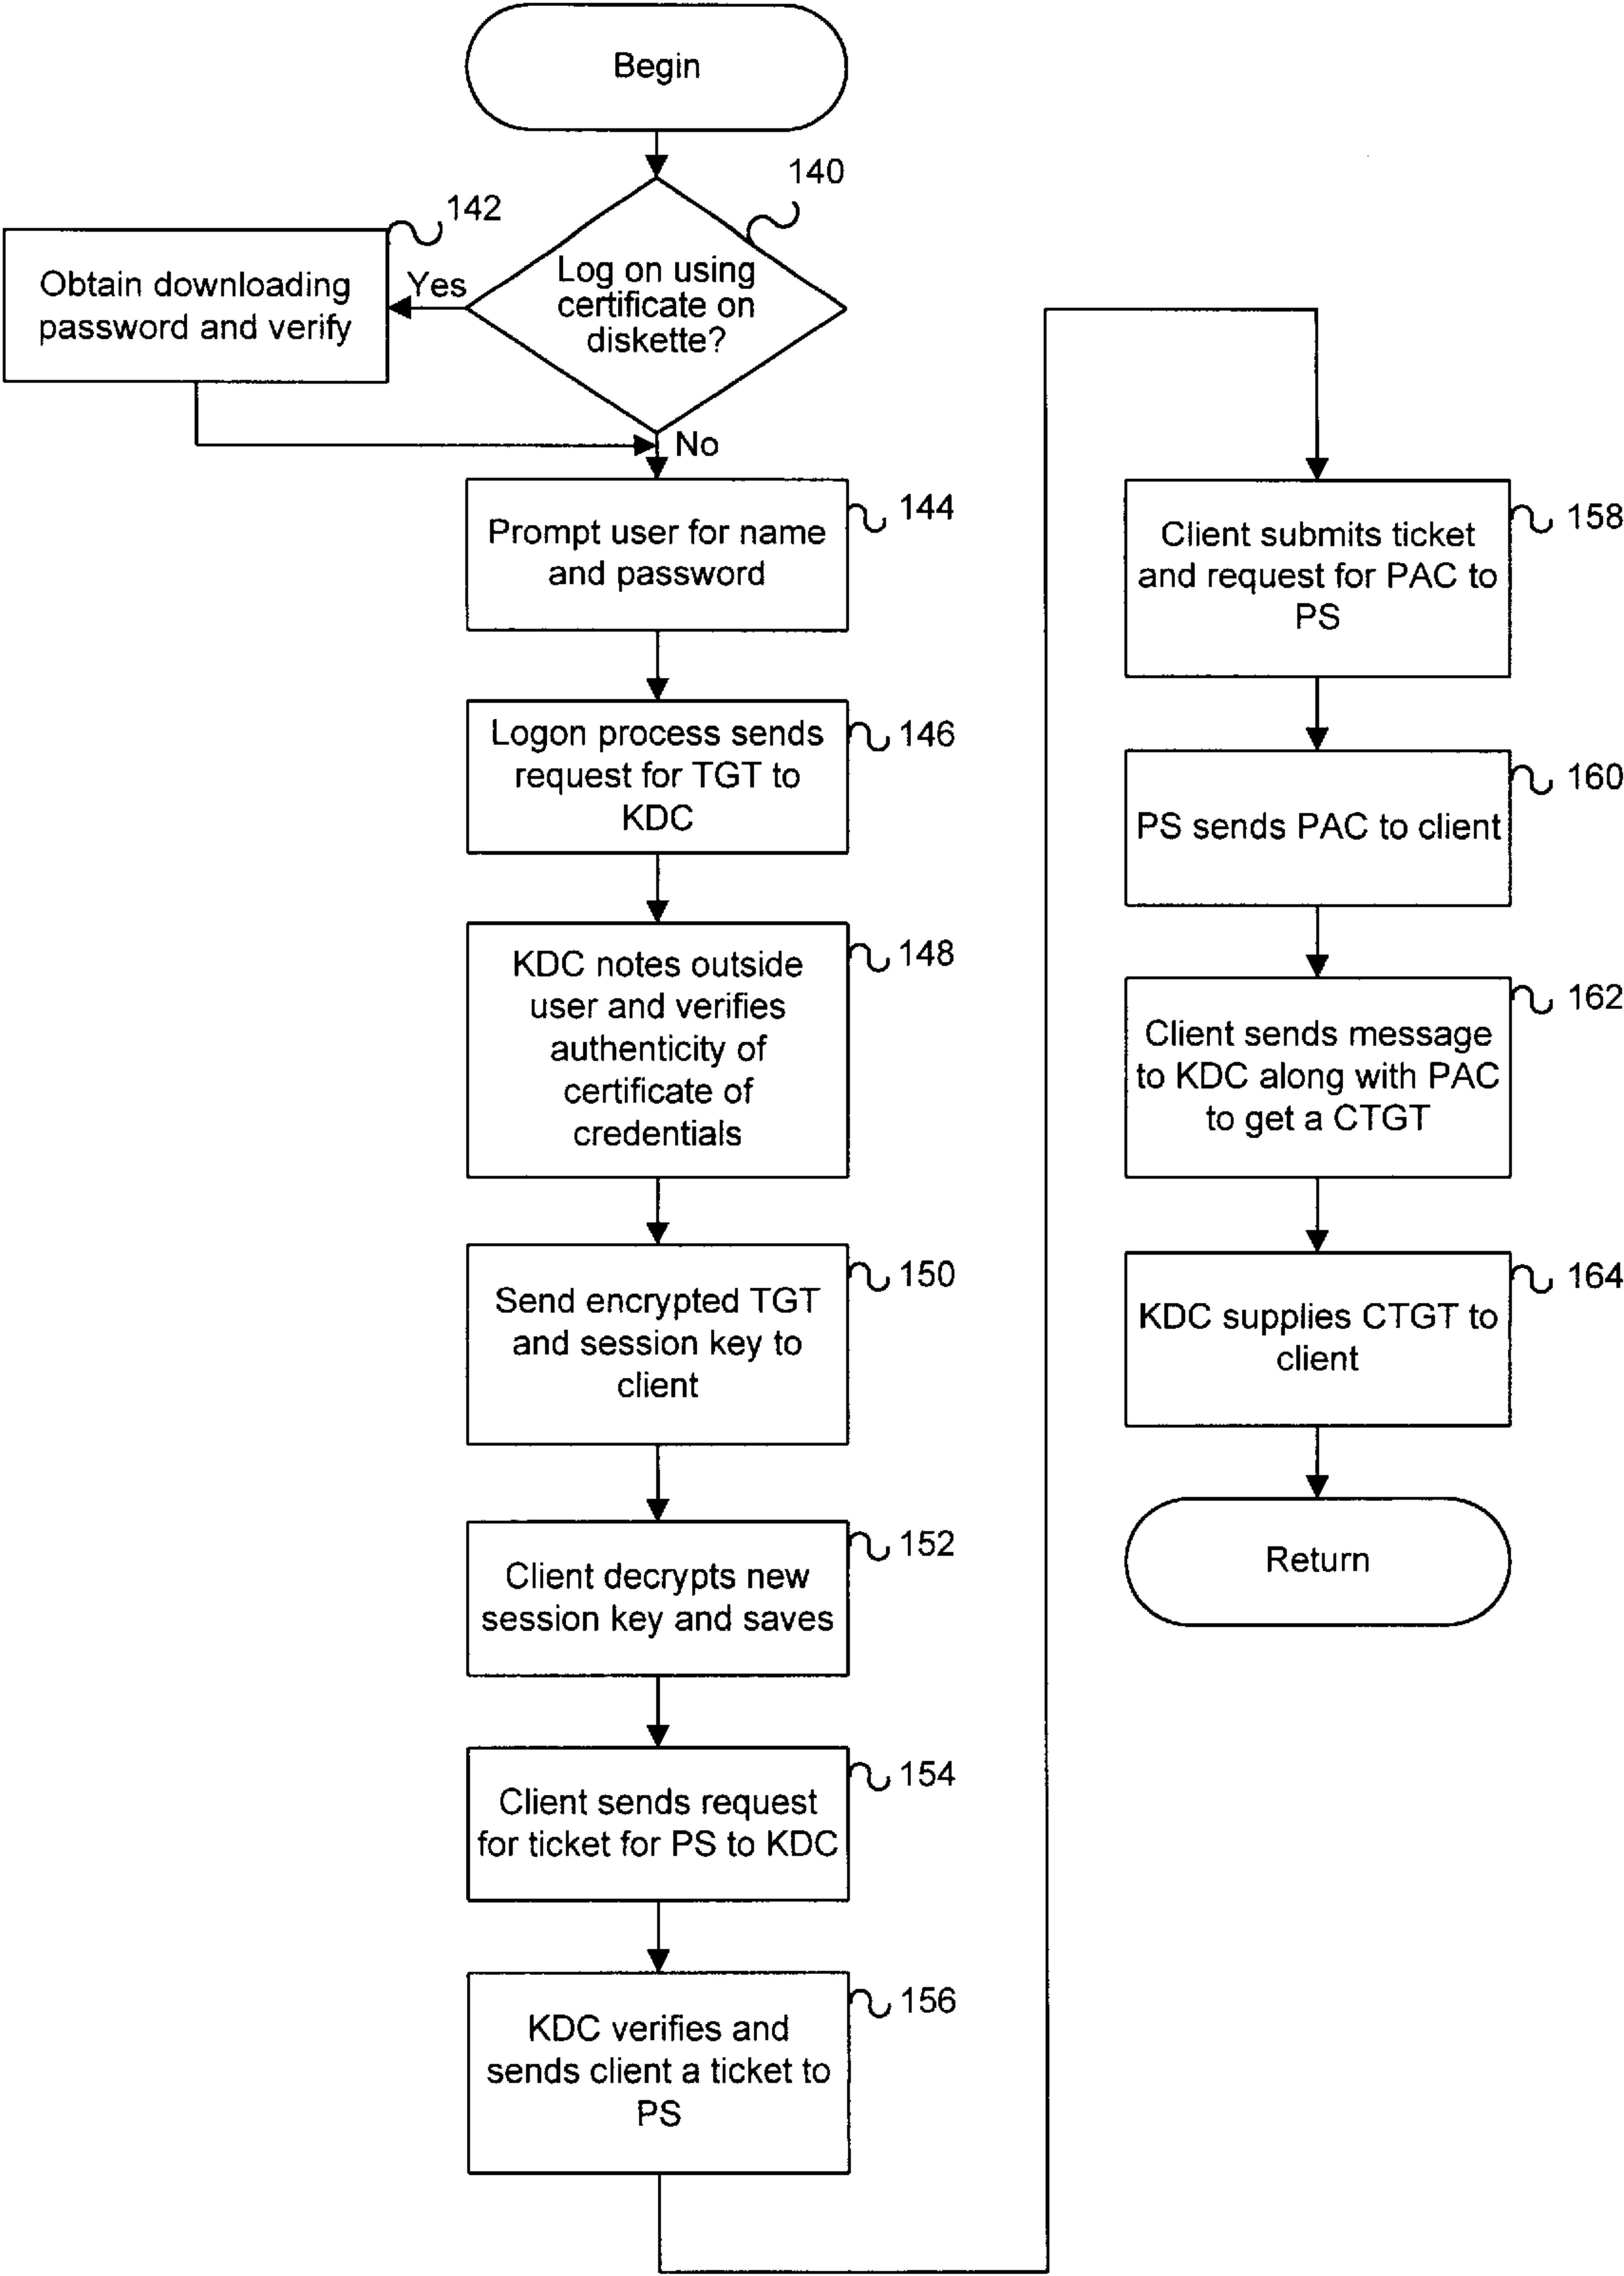 Begin
140
Log on using
certificate on
diskette?
Yes
142
Obtain downloading
password and verify
No
144
Prompt user for name
and password
146
Logon process sends
request for TGT to
KDC
148
KDC notes outside
user and verifies
authenticity of
certificate of
credentials
150
Send encrypted TGT
and session key to
client
152
Client decrypts new
session key and saves
154
Client sends request
for ticket for PS to KDC
156
KDC verifies and
sends client a ticket to
PS
158
Client submits ticket
and request for PAC to
PS
160
PS sends PAC to client
162
Client sends message
to KDC along with PAC
to get a CTGT
164
KDC supplies CTGT to
client
Return